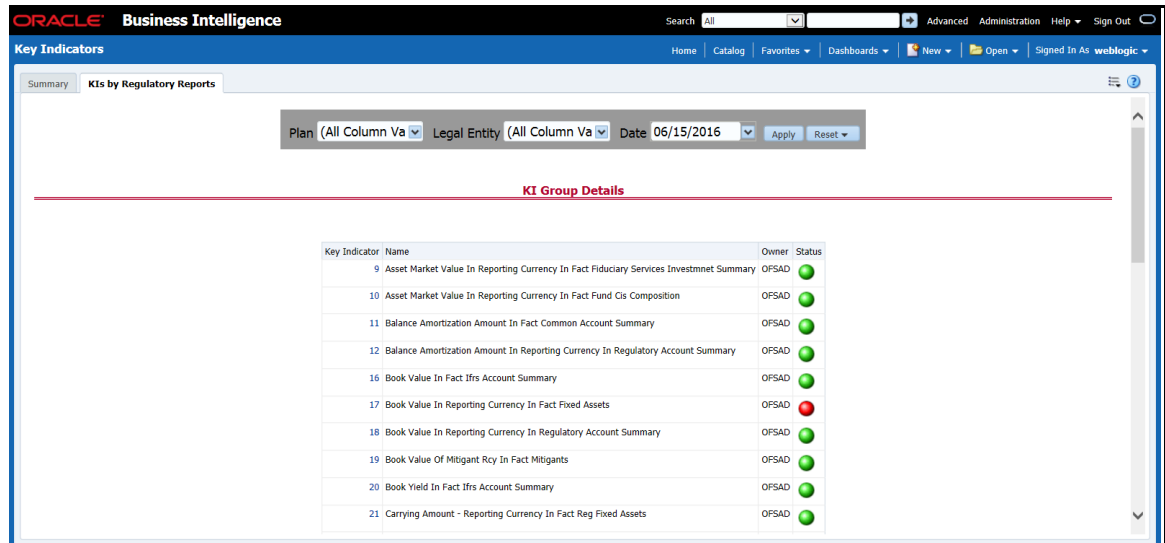 ORACLE Business Intelligence Search All Advanced Administration Help Sign Out
Key Indicators Home Catalog Favorites Dashboards New Open Signed In As weblogic
Summary KIs by Regulatory Reports
Plan (All Column Va Legal Entity (All Column Va Date 06/15/2016 Apply Reset
KI Group Details
Key Indicator Name Owner Status
9 Asset Market Value In Reporting Currency In Fact Fiduciary Services Investmnet Summary OFSAD
10 Asset Market Value In Reporting Currency In Fact Fund Cis Composition OFSAD
11 Balance Amortization Amount In Fact Common Account Summary OFSAD
12 Balance Amortization Amount In Reporting Currency In Regulatory Account Summary OFSAD
16 Book Value In Fact Ifrs Account Summary OFSAD
17 Book Value In Reporting Currency In Fact Fixed Assets OFSAD
18 Book Value In Reporting Currency In Regulatory Account Summary OFSAD
19 Book Value Of Mitigant Rcy In Fact Mitigants OFSAD
20 Book Yield In Fact Ifrs Account Summary OFSAD
21 Carrying Amount - Reporting Currency In Fact Reg Fixed Assets OFSAD